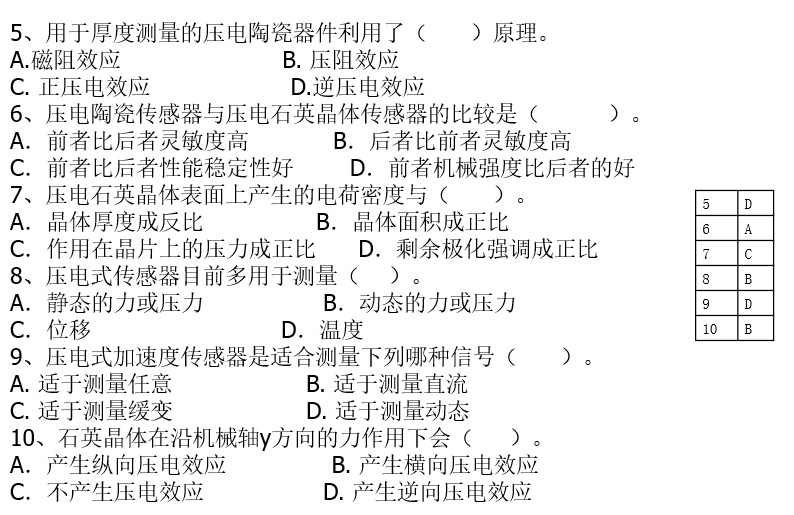 5、用于厚度测量的压电陶瓷器件利用了（ ）原理。
A.磁阻效应 B. 压阻效应
C. 正压电效应 D.逆压电效应
6、压电陶瓷传感器与压电石英晶体传感器的比较是（ ）。
A．前者比后者灵敏度高 B．后者比前者灵敏度高
C．前者比后者性能稳定性好 D．前者机械强度比后者的好
7、压电石英晶体表面上产生的电荷密度与（ ）。
A．晶体厚度成反比 B．晶体面积成正比
C．作用在晶片上的压力成正比 D．剩余极化强调成正比
8、压电式传感器目前多用于测量（ ）。
A．静态的力或压力 B．动态的力或压力
C．位移 D．温度
9、压电式加速度传感器是适合测量下列哪种信号（ ）。
A. 适于测量任意 B. 适于测量直流
C. 适于测量缓变 D. 适于测量动态
10、石英晶体在沿机械轴y方向的力作用下会（ ）。
A．产生纵向压电效应 B. 产生横向压电效应
C．不产生压电效应 D. 产生逆向压电效应
5 D
6 A
7 C
8 B
9 D
10 B